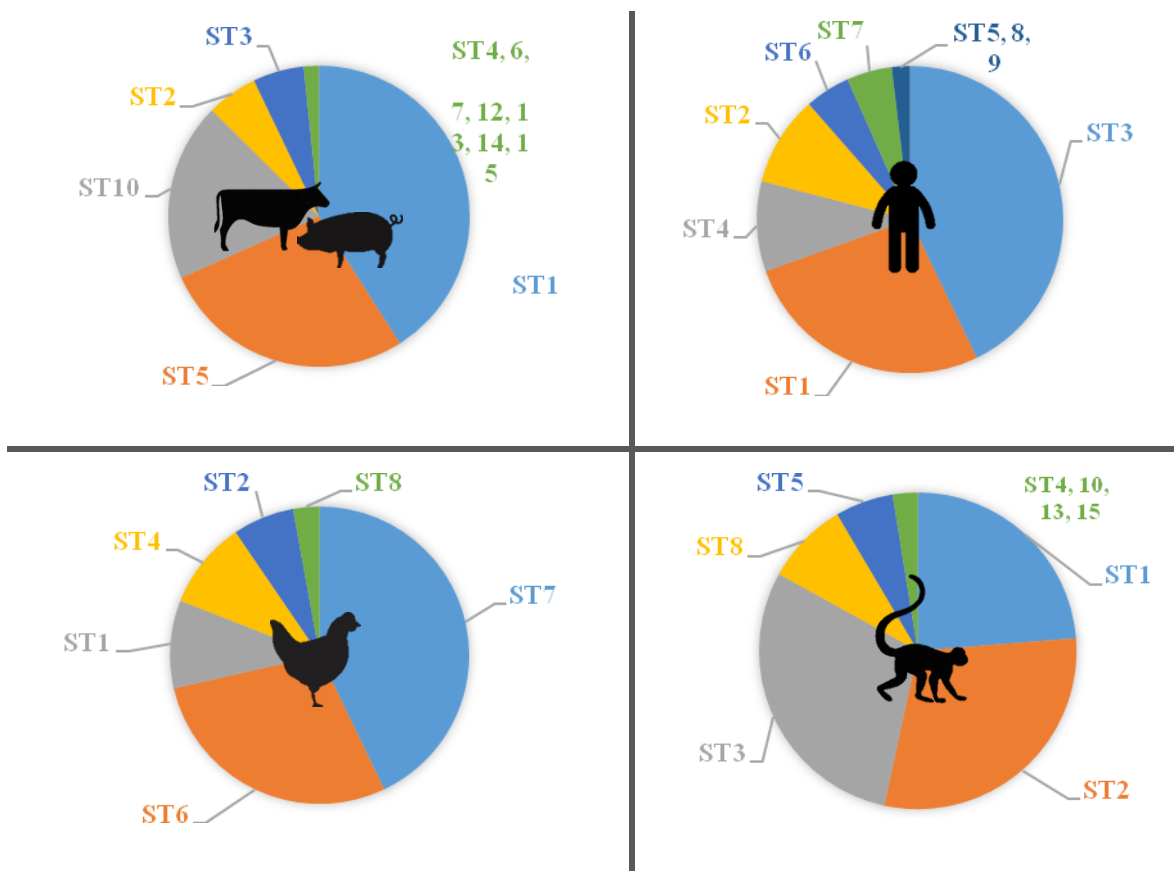 ST3
ST4, 6,
7, 12, 1
3, 14, 1
5
ST2
ST10
ST1
ST5
ST7
ST5, 8,
9
ST6
ST2
ST3
ST4
ST1
ST2
ST8
ST4
ST7
ST1
ST6
ST5
ST4, 10,
13, 15
ST8
ST1
ST3
ST2